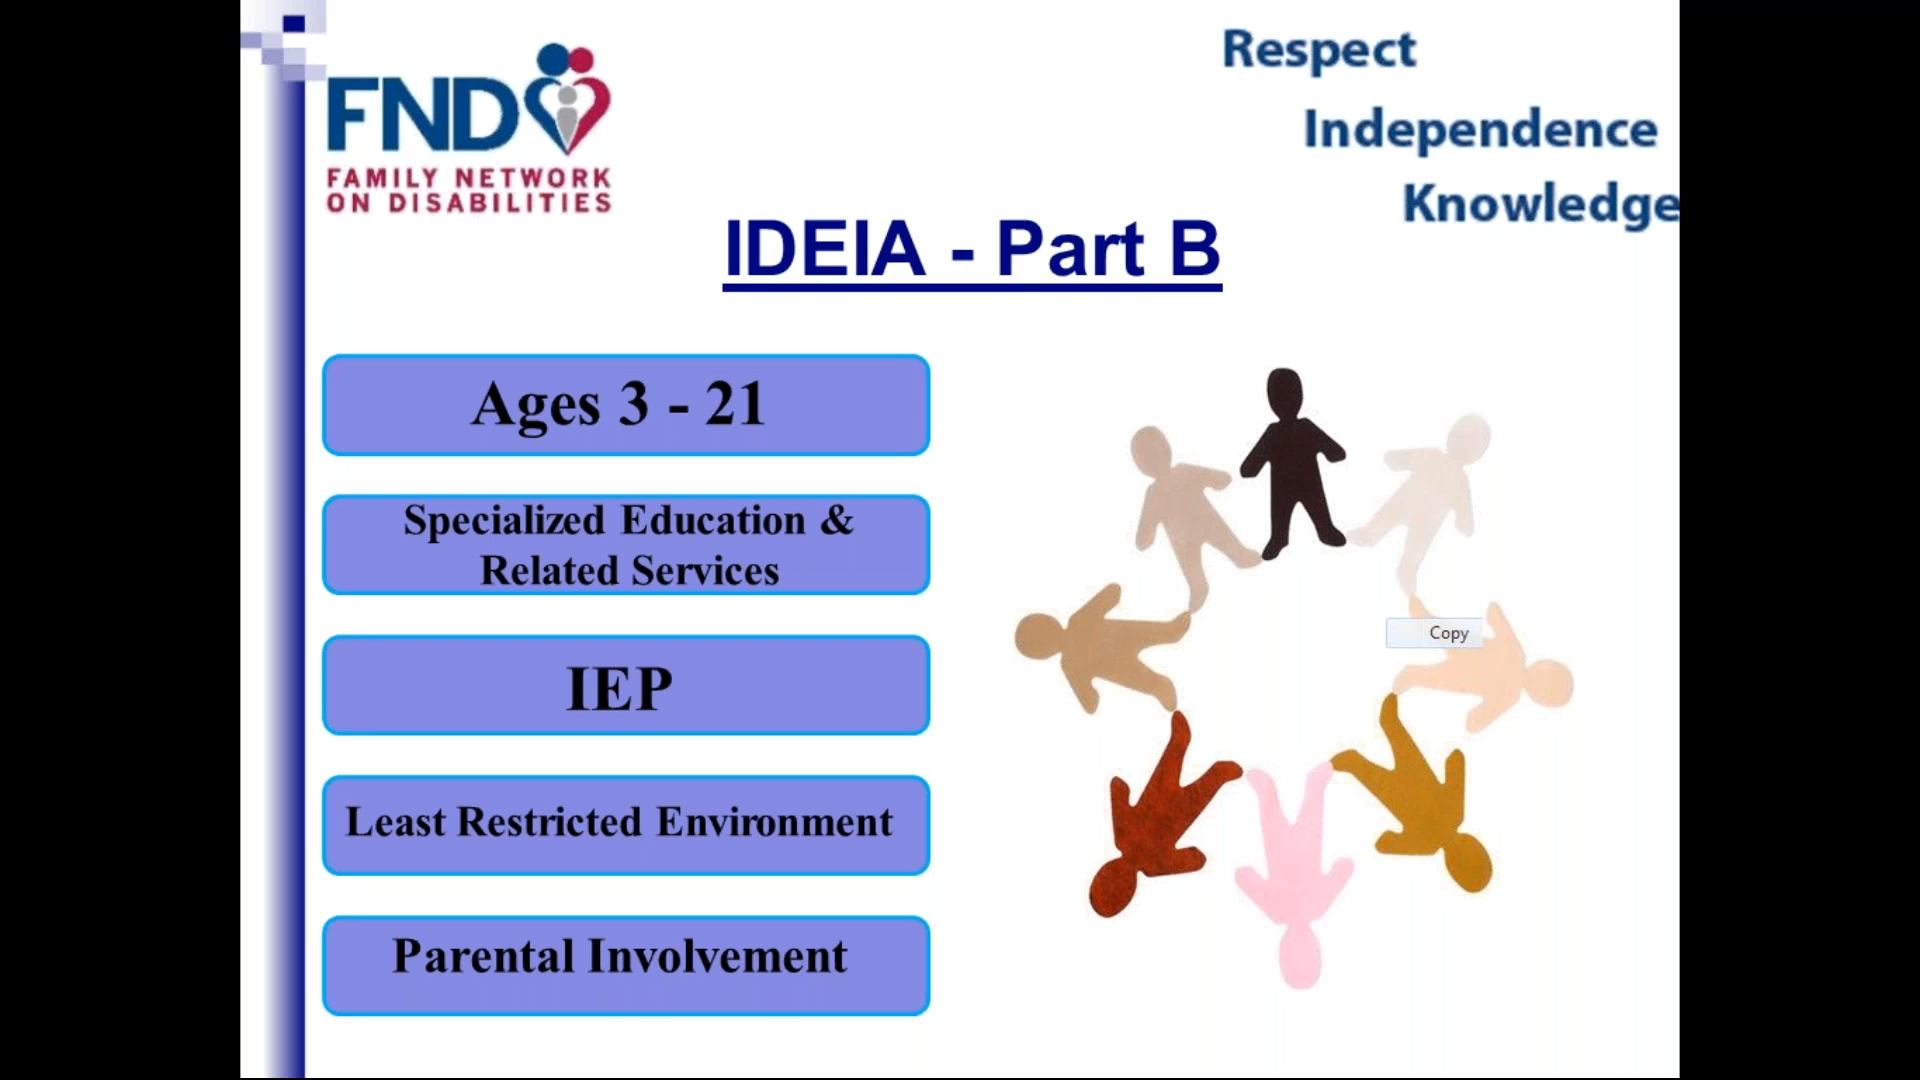 FND
FAMILY NETWORK
ON DISABILITIES
Respect
Independence
Knowledge
IDEIA - Part B
Ages 3 - 21
Specialized Education &
Related Services
IEP
Least Restricted Environment
Parental Involvement
Copy